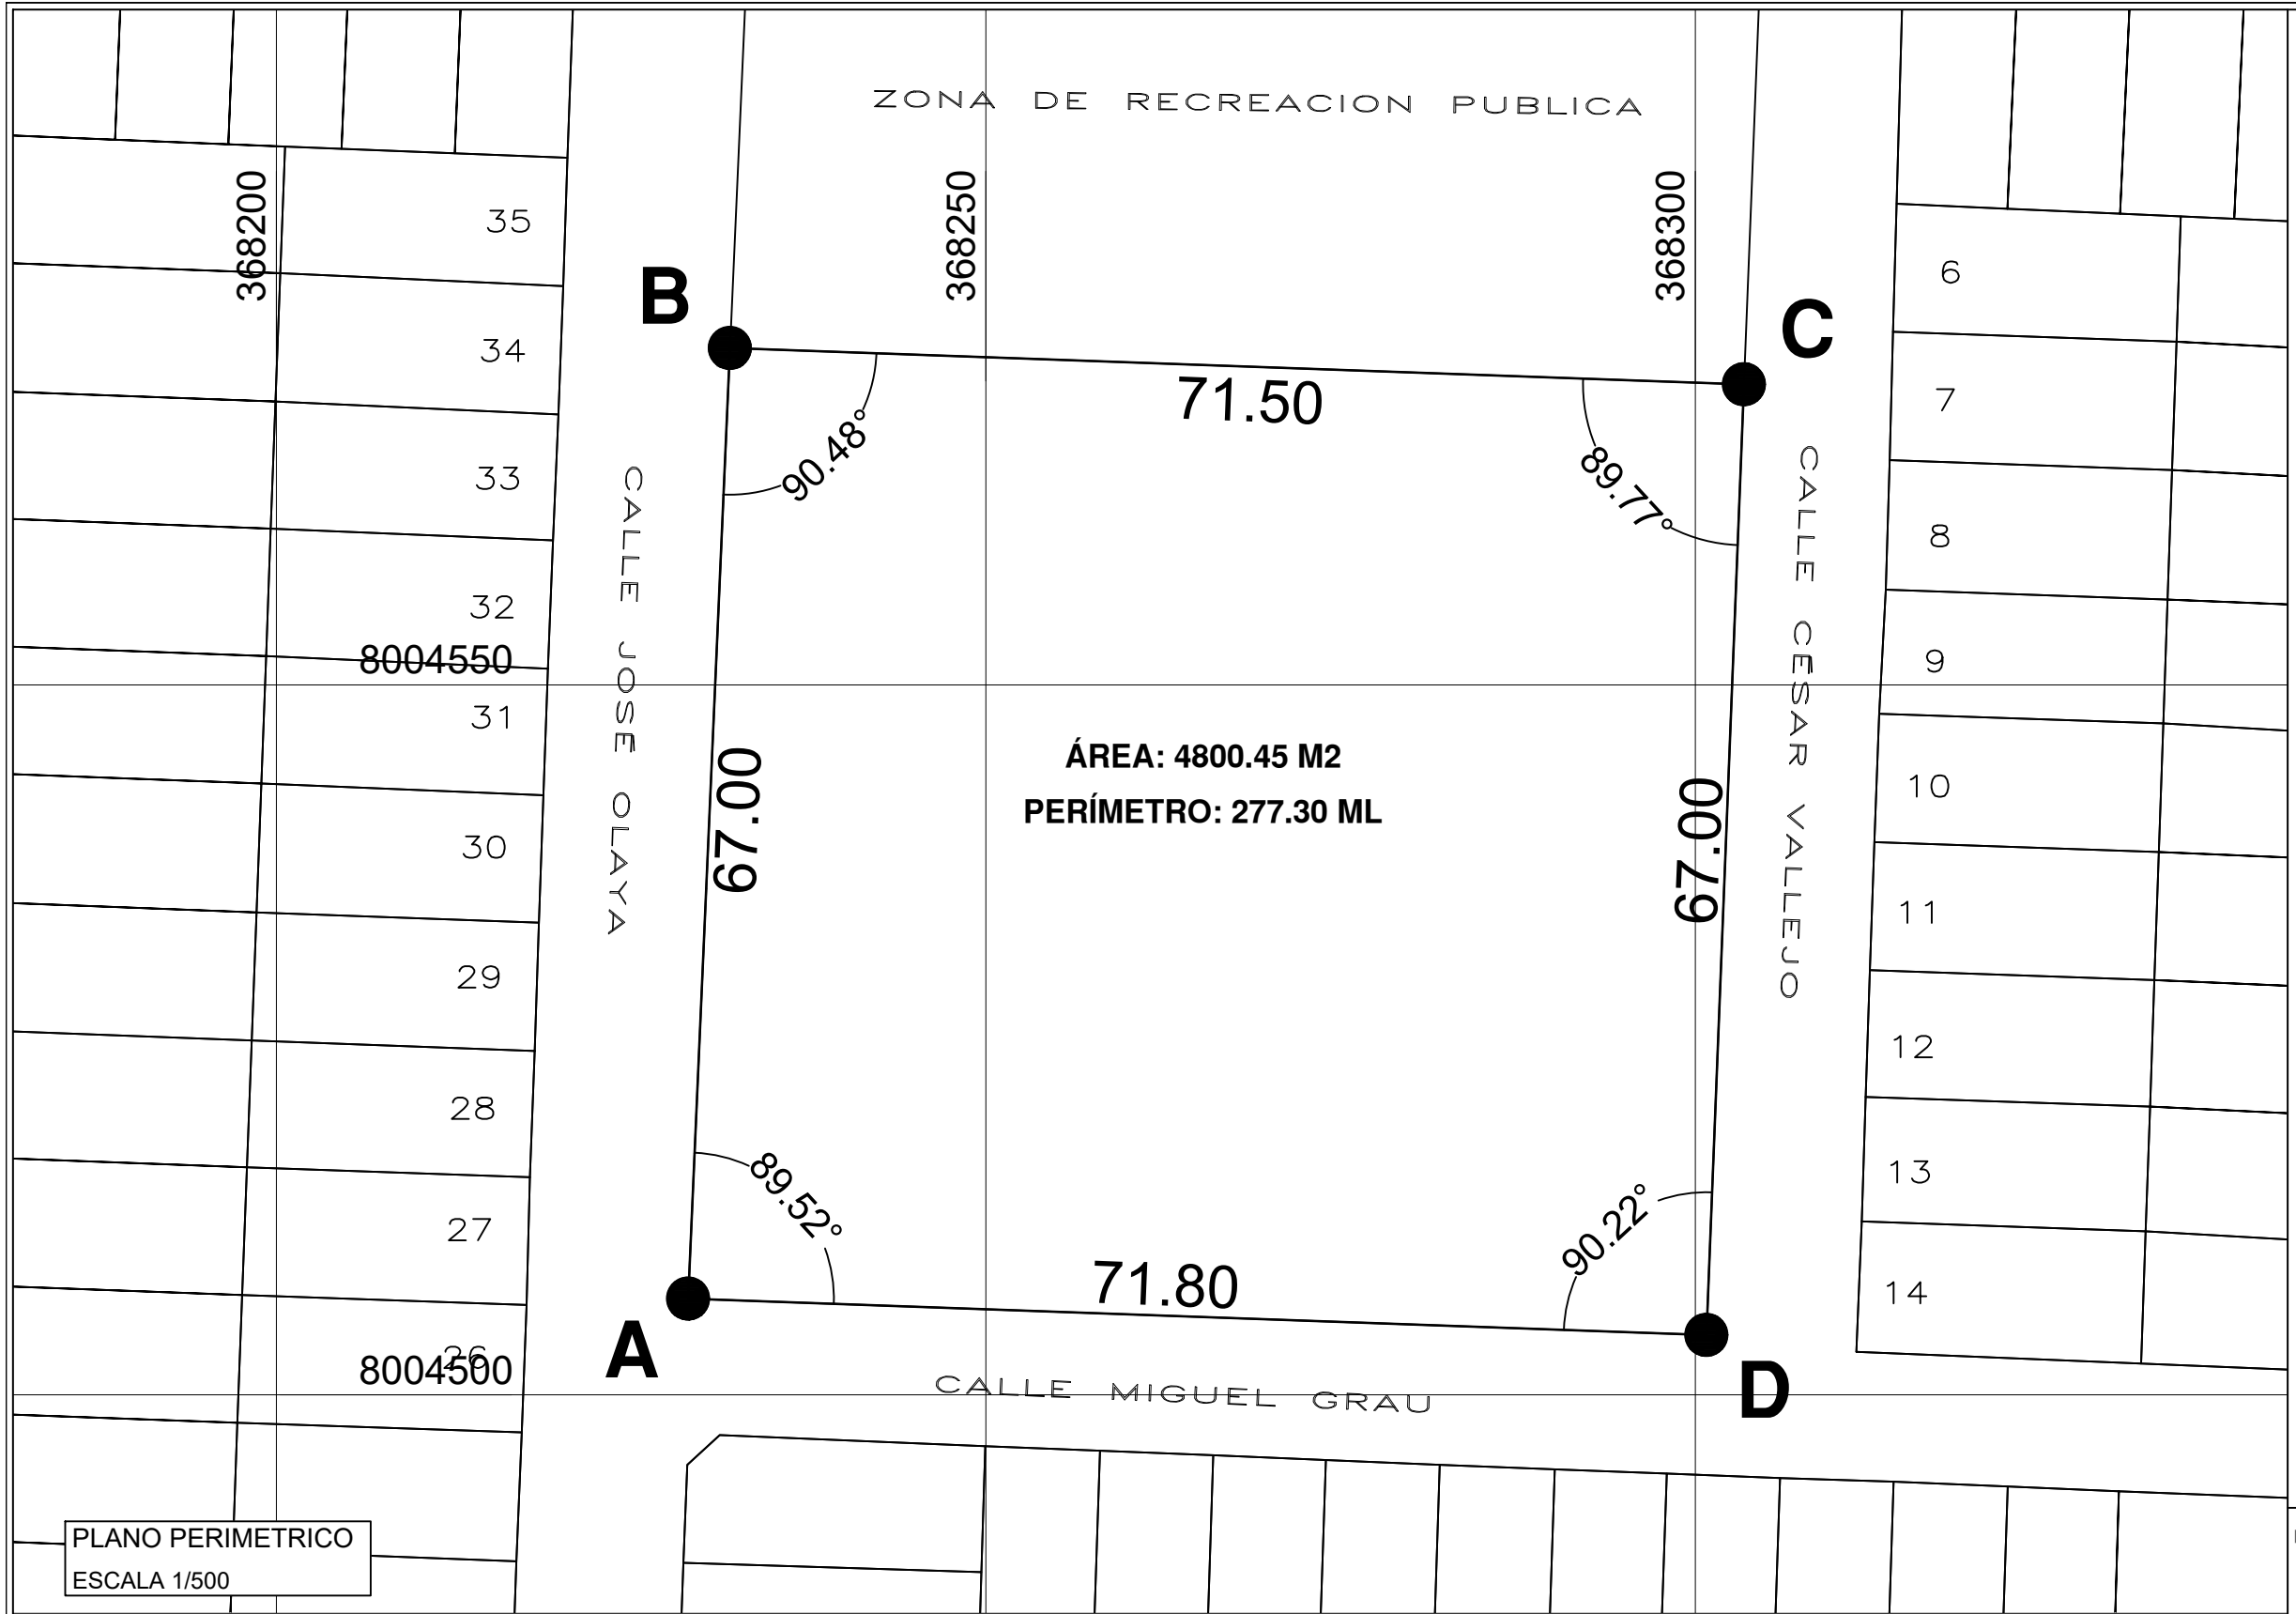 ZONA DE RECREACION PUBLICA
368200
368250
368300
35
34
33
32
31
30
29
28
27
26
8004550
8004500
B
C
A
D
71.50
90.48°
89.77°
67.00
67.00
89.52°
90.22°
71.80
CALLE JOSE OLAYA
CALLE CESAR VALLEJO
ÁREA: 4800.45 M2
PERÍMETRO: 277.30 ML
6
7
8
9
10
11
12
13
14
CALLE MIGUEL GRAU
PLANO PERIMETRICO
ESCALA 1/500